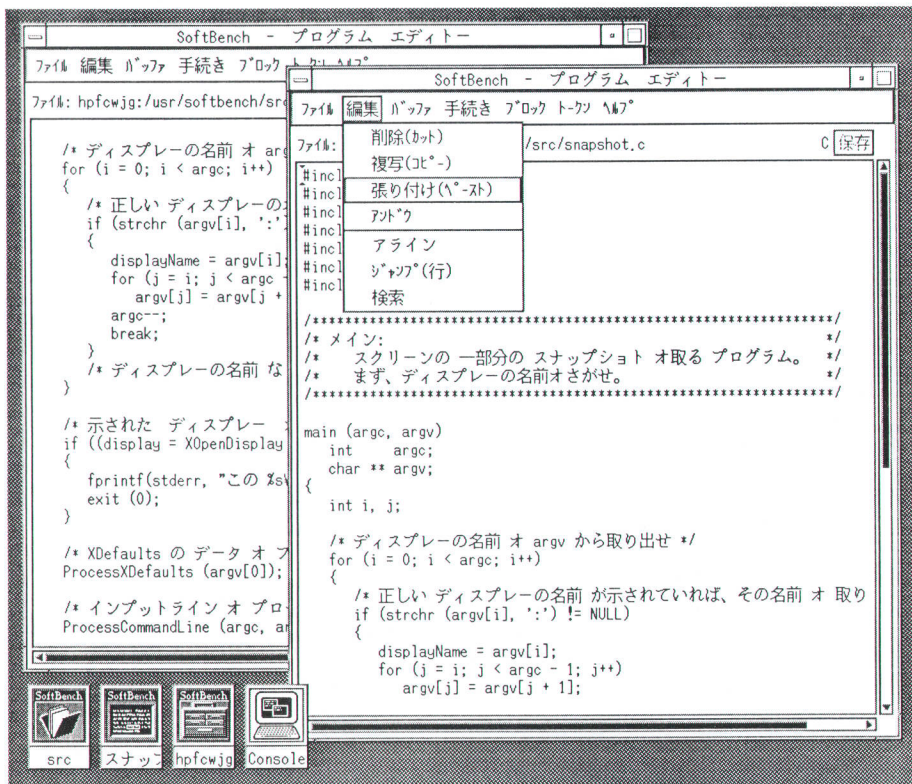 SoftBench - プログラム エディトー
ﾌｧｲﾙ 編集 ﾊﾞｯﾌｧ 手続き ﾌﾞﾛｯｸ ﾄｰｸﾝ ﾍﾙﾌﾟ
ﾌｧｲﾙ: hpfcwjg:/usr/softbench/src
/* ディスプレーの名前 オ arg
for (i = 0; i < argc; i++)
{
/* 正しい ディスプレーの
if (strchr (argv[i], ':'
{
displayName = argv[i];
for (j = i; j < argc -
argv[j] = argv[j +
argc--;
break;
}
/* ディスプレーの名前 な
}
/* 示された ディスプレー
if ((display = XOpenDisplay
{
fprintf(stderr, "この %s\
exit (0);
}
/* XDefaults の データ オ フ
ProcessXDefaults (argv[0]);
/* インプットライン オ プロ
ProcessCommandLine (argc, ar
SoftBench - プログラム エディトー
ﾌｧｲﾙ 編集 ﾊﾞｯﾌｧ 手続き ﾌﾞﾛｯｸ ﾄｰｸﾝ ﾍﾙﾌﾟ
ﾌｧｲﾙ: /src/snapshot.c C 保存
削除(ｶｯﾄ)
複写(ｺﾋﾟｰ)
張り付け(ﾍﾟｰｽﾄ)
ｱﾝﾄﾞｳ
アライン
ｼﾞｬﾝﾌﾟ(行)
検索
#incl
#incl
#incl
#incl
#incl
#incl
#incl
/****************************************************************/
/* メイン: */
/* スクリーンの 一部分の スナップショト オ取る プログラム。 */
/* まず、ディスプレーの名前オさがせ。 */
/****************************************************************/
main (argc, argv)
int argc;
char ** argv;
{
int i, j;
/* ディスプレーの名前 オ argv から取り出せ */
for (i = 0; i < argc; i++)
{
/* 正しい ディスプレーの名前 が示されていれば、その名前 オ 取り
if (strchr (argv[i], ':') != NULL)
{
displayName = argv[i];
for (j = i; j < argc - 1; j++)
argv[j] = argv[j + 1];
SoftBench
src
SoftBench
スナップ
SoftBench
hpfcwjg
Console